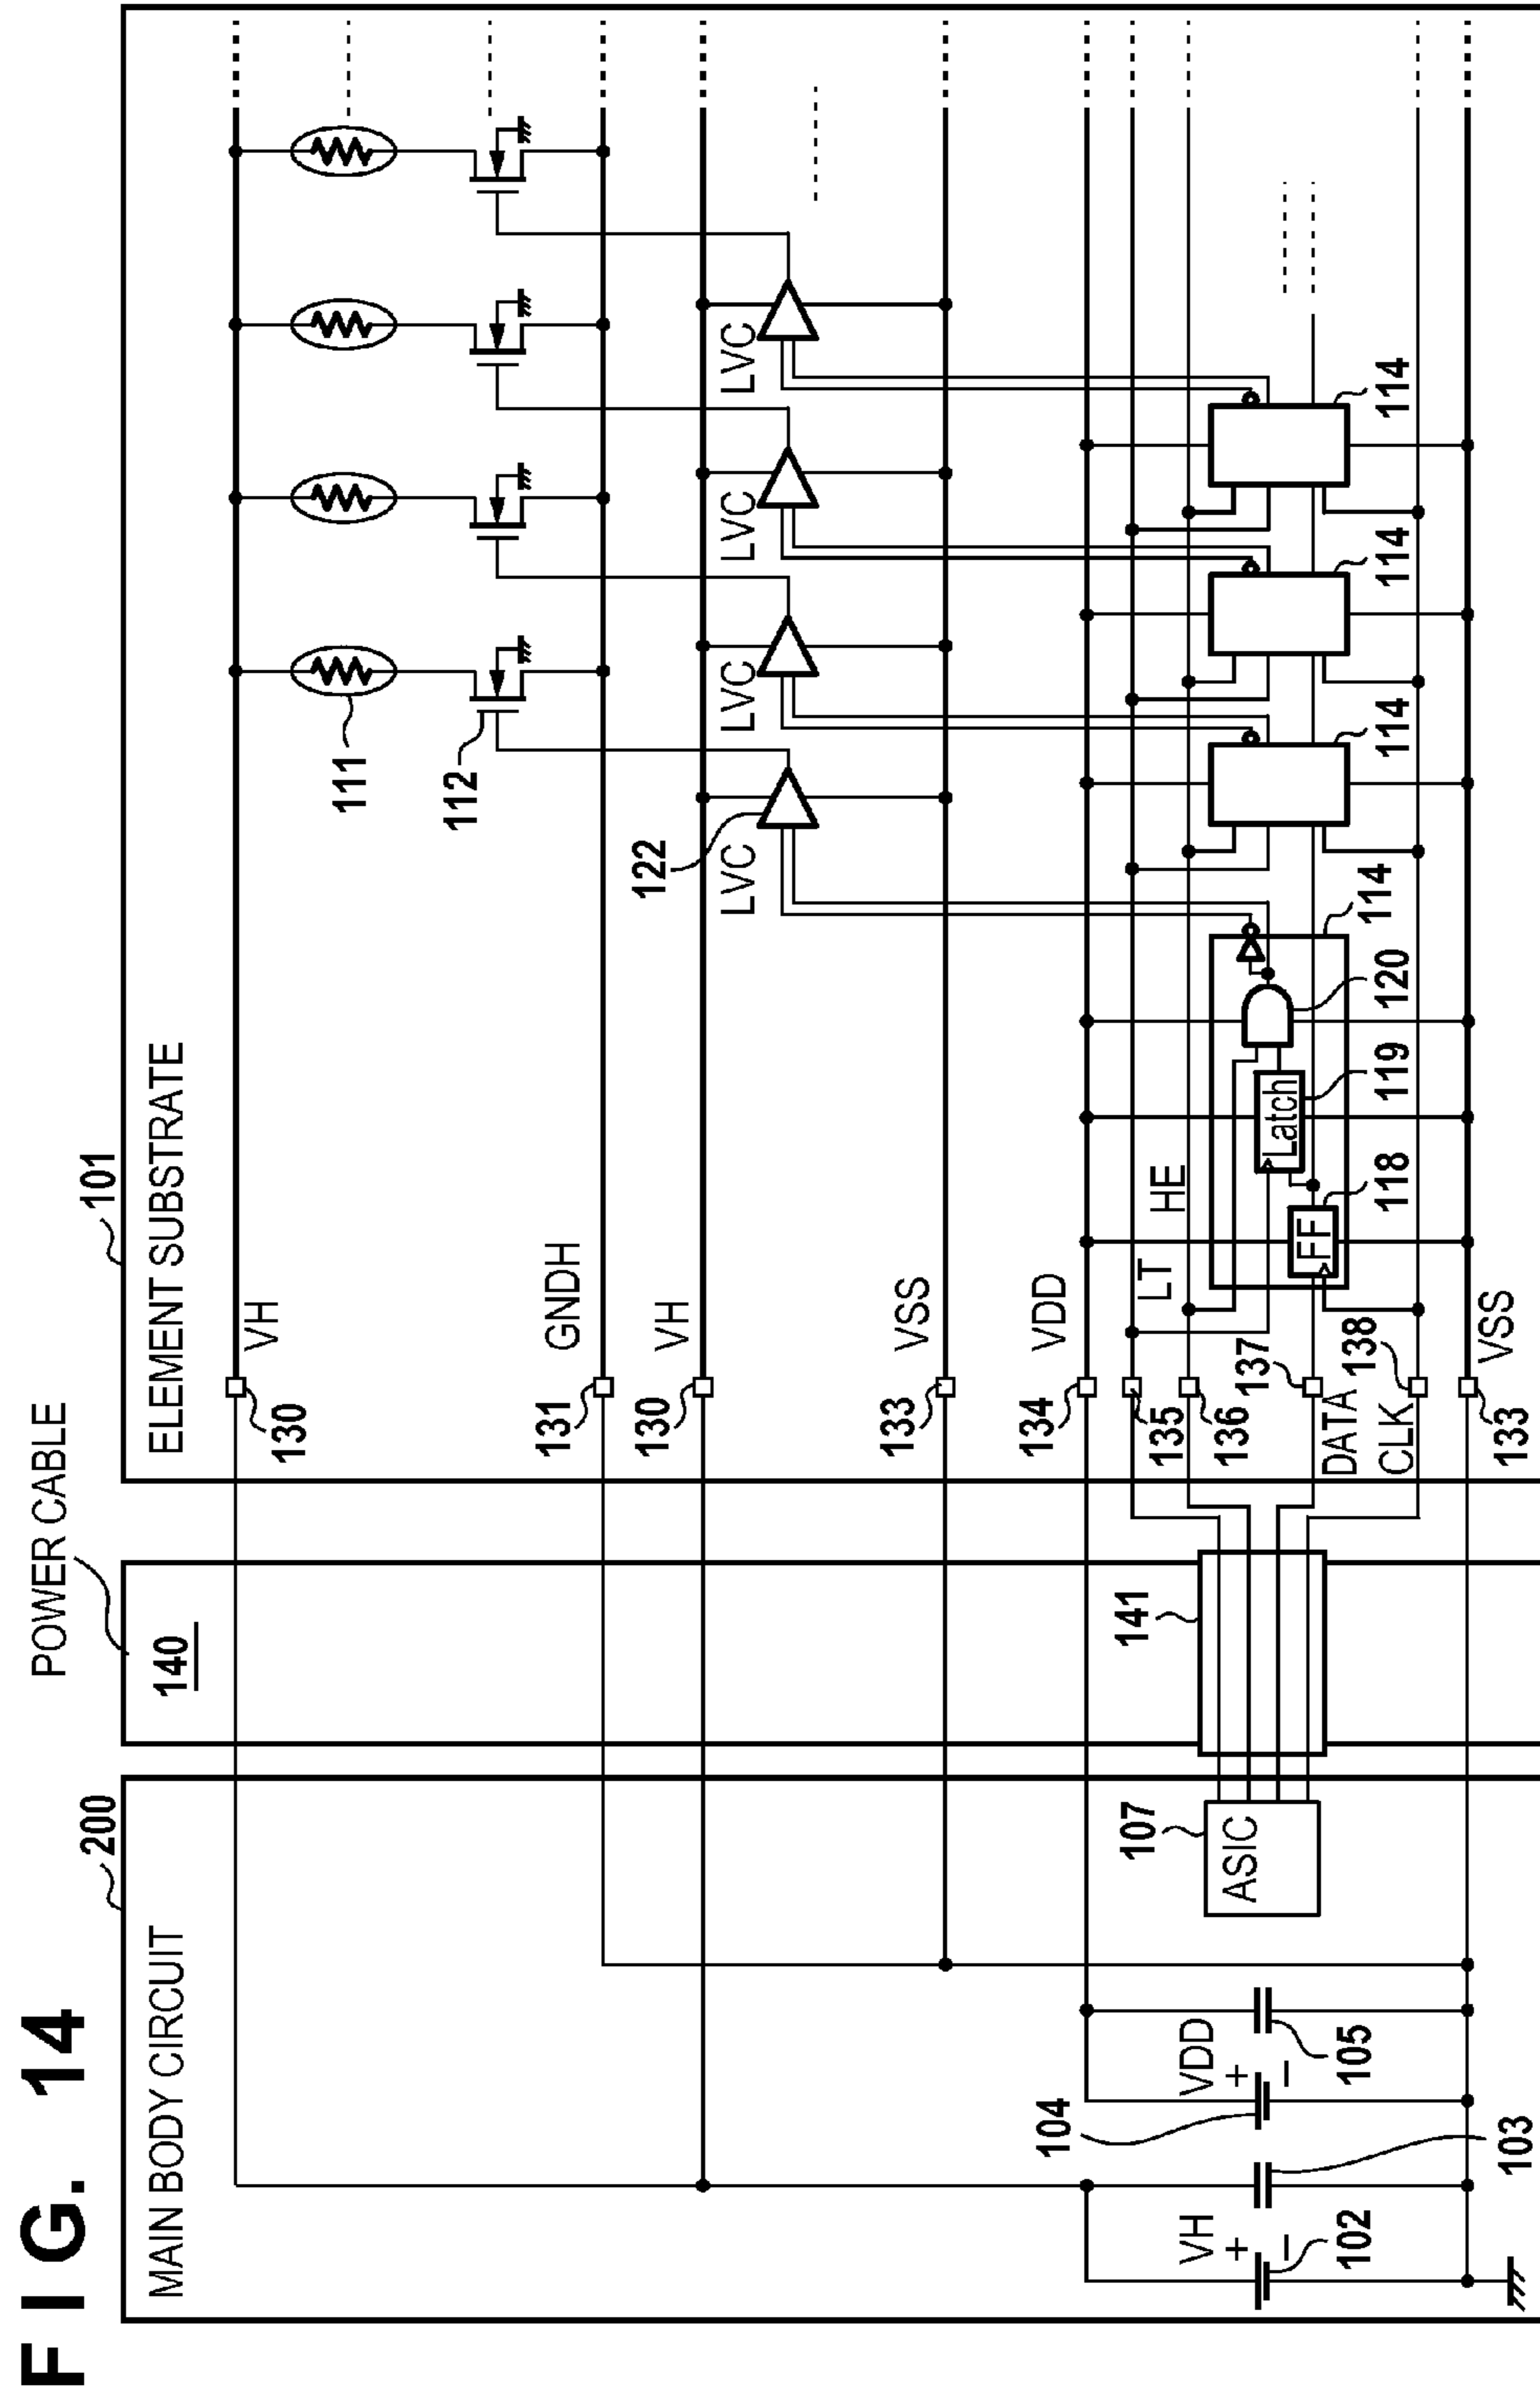 FIG. 14
POWER CABLE
200
MAIN BODY CIRCUIT
140
101
ELEMENT SUBSTRATE
VH
130
111
112
GNDH
131
VH
130
122
LVC
LVC
LVC
LVC
VSS
133
104
VDD
134
107
ASIC
141
135
LT
136
HE
VH
+
−
102
VDD
+
−
105
137
DATA
138
CLK
FF
118
Latch
119
120
114
114
114
114
103
133
VSS